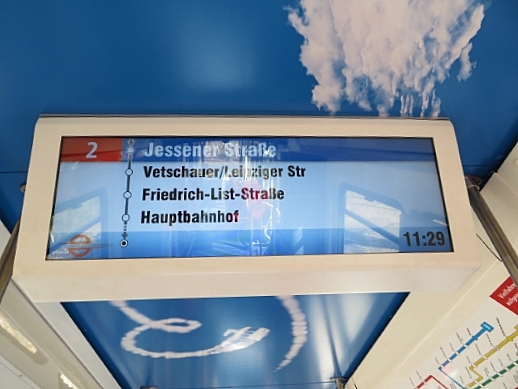 2 Jessener Straße
Vetschauer/Leipziger Str
Friedrich-List-Straße
Hauptbahnhof
11:29